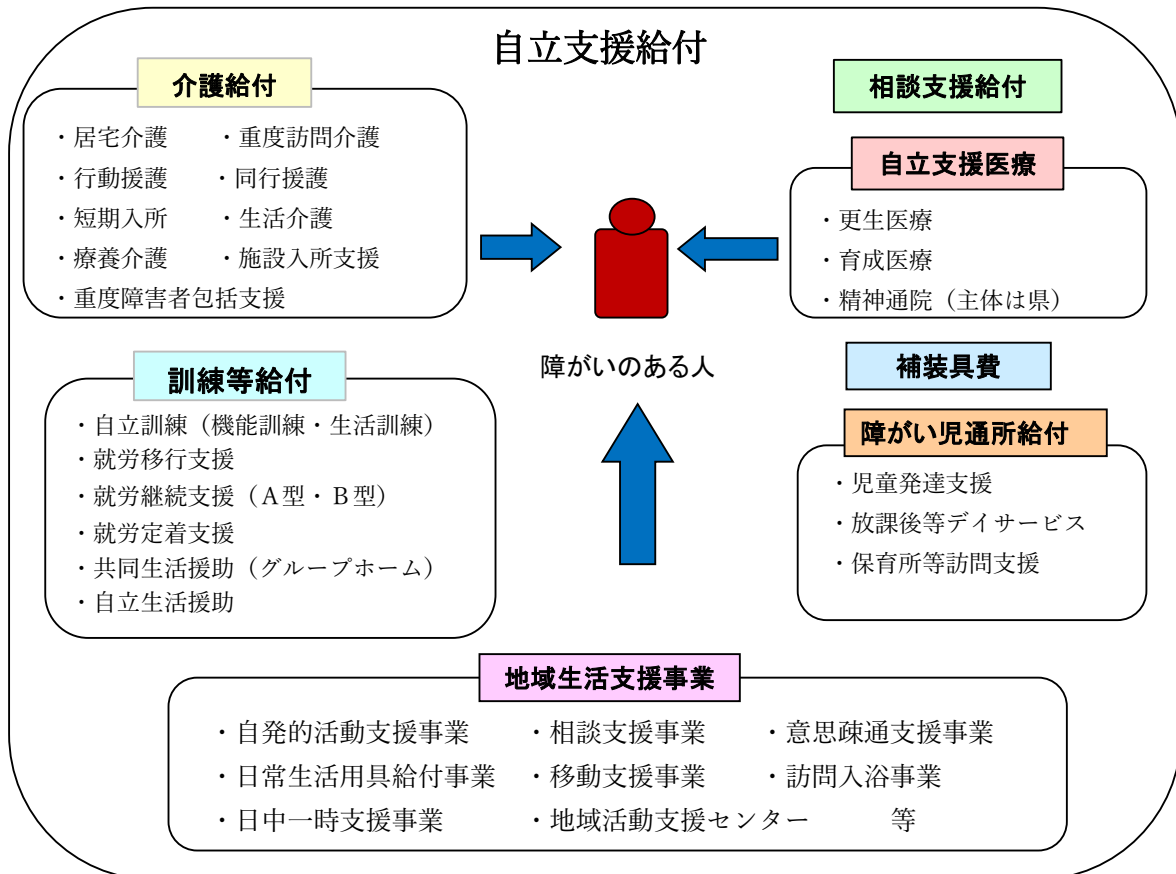 自立支援給付
介護給付
・居宅介護 ・重度訪問介護
・行動援護 ・同行援護
・短期入所 ・生活介護
・療養介護 ・施設入所支援
・重度障害者包括支援
相談支援給付
自立支援医療
・更生医療
・育成医療
・精神通院（主体は県）
障がいのある人
訓練等給付
・自立訓練（機能訓練・生活訓練）
・就労移行支援
・就労継続支援（Ａ型・Ｂ型）
・就労定着支援
・共同生活援助（グループホーム）
・自立生活援助
補装具費
障がい児通所給付
・児童発達支援
・放課後等デイサービス
・保育所等訪問支援
地域生活支援事業
・自発的活動支援事業 ・相談支援事業 ・意思疎通支援事業
・日常生活用具給付事業 ・移動支援事業 ・訪問入浴事業
・日中一時支援事業 ・地域活動支援センター 等